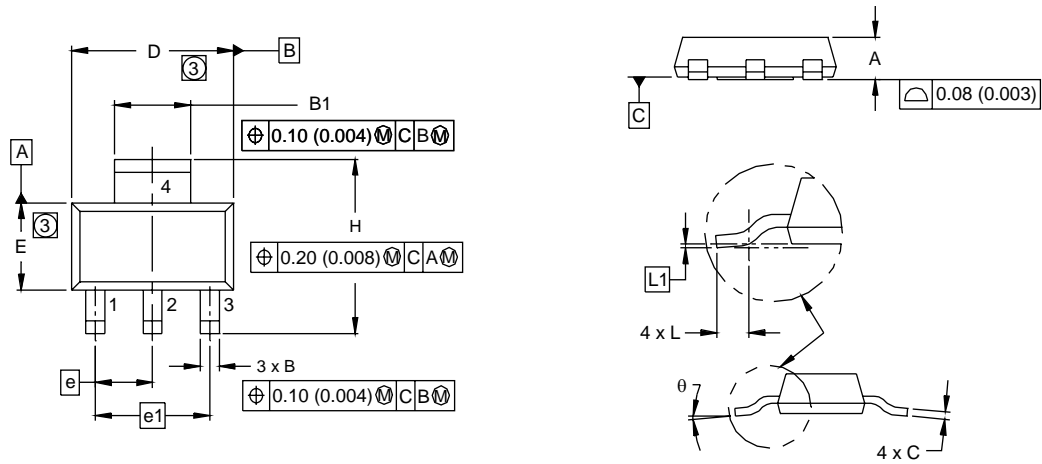 D
B
3
B1
⌖ 0.10 (0.004) Ⓜ C B Ⓜ
A
4
3
E
H
⌖ 0.20 (0.008) Ⓜ C A Ⓜ
1
2
3
3 x B
e
e1
⌖ 0.10 (0.004) Ⓜ C B Ⓜ
A
C
⌓ 0.08 (0.003)
L1
4 x L
θ
4 x C